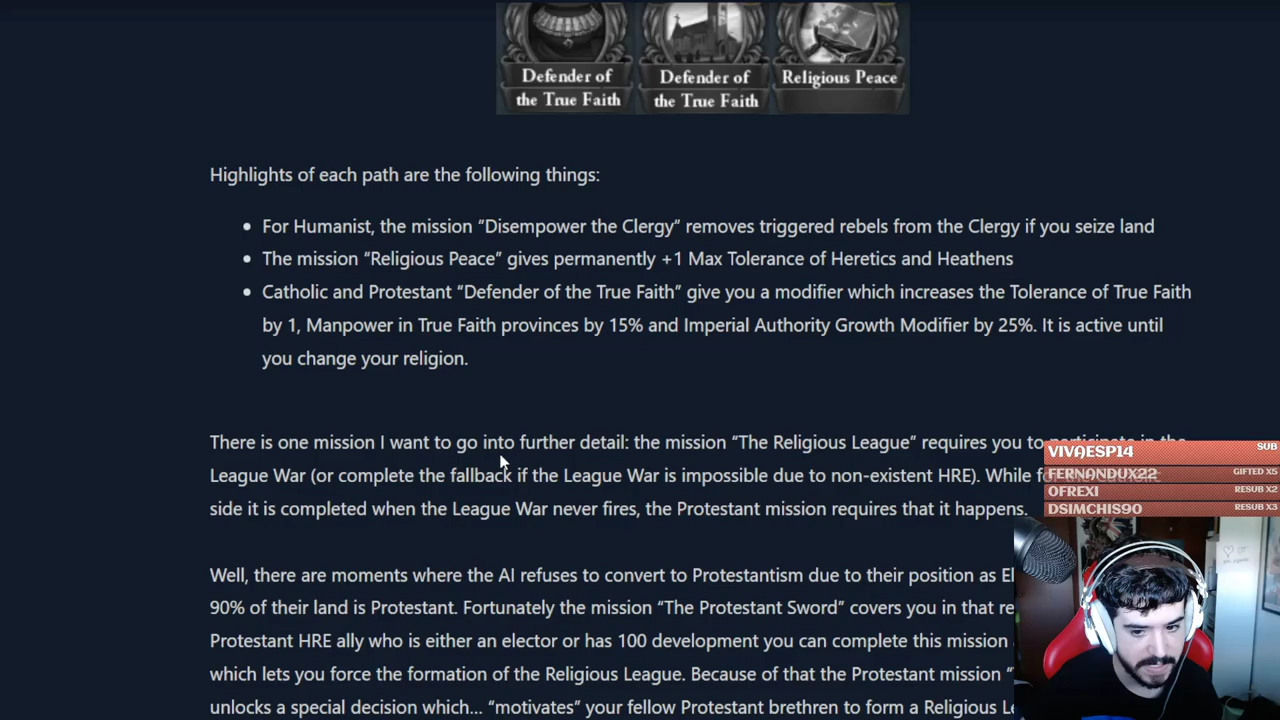 Defender of
the True Faith
Defender of
the True Faith
Religious Peace
Highlights of each path are the following things:
For Humanist, the mission “Disempower the Clergy” removes triggered rebels from the Clergy if you seize land
The mission “Religious Peace” gives permanently +1 Max Tolerance of Heretics and Heathens
Catholic and Protestant “Defender of the True Faith” give you a modifier which increases the Tolerance of True Faith
by 1, Manpower in True Faith provinces by 15% and Imperial Authority Growth Modifier by 25%. It is active until
you change your religion.
There is one mission I want to go into further detail: the mission “The Religious League” requires you to participate in the
League War (or complete the fallback if the League War is impossible due to non-existent HRE). While
side it is completed when the League War never fires, the Protestant mission requires that it happens.
Well, there are moments where the AI refuses to convert to Protestantism due to their position as
90% of their land is Protestant. Fortunately the mission “The Protestant Sword” covers you in that
Protestant HRE ally who is either an elector or has 100 development you can complete this mission
which lets you force the formation of the Religious League. Because of that the Protestant mission
unlocks a special decision which... “motivates” your fellow Protestant brethren to form a Religious
VIVAESP14 SUB
FERNANDUX22 GIFTED X5
OFREXI RESUB X2
DSIMCHIS90 RESUB X3